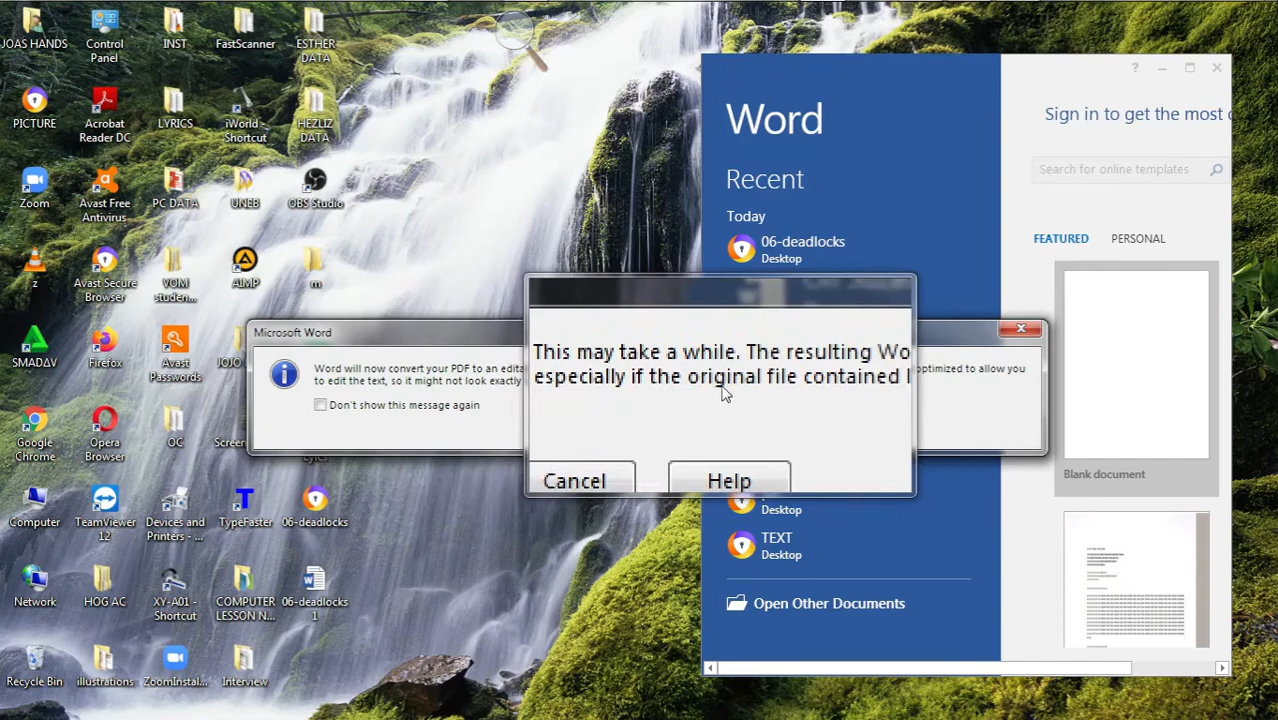 JOAS HANDS
Control
Panel
INST
FastScanner
ESTHER
DATA
PICTURE
Acrobat
Reader DC
LYRICS
iWorld -
Shortcut
HEZLIZ
DATA
Zoom
Avast Free
Antivirus
PC DATA
UNEB
OBS Studio
z
Avast Secure
Browser
VOM
studen...
AIMP
m
SMADΔV
Firefox
Avast
Passwords
JOJO
Google
Chrome
Opera
Browser
OC
Screen
Lyrics
Computer
TeamViewer
12
Devices and
Printers - ...
TypeFaster
06-deadlocks
Network
HOG AC
XY-A01 -
Shortcut
COMPUTER
LESSON N...
06-deadlocks
1
Recycle Bin
illustrations
ZoomInstal...
Interview
Microsoft Word
Word will now convert your PDF to an edita
to edit the text, so it might not look exactly
optimized to allow you
Don't show this message again
This may take a while. The resulting Wo
especially if the original file contained l
Cancel
Help
Word
Recent
Today
06-deadlocks
Desktop
Desktop
TEXT
Desktop
Open Other Documents
?
Sign in to get the most o
Search for online templates
FEATURED
PERSONAL
Blank document